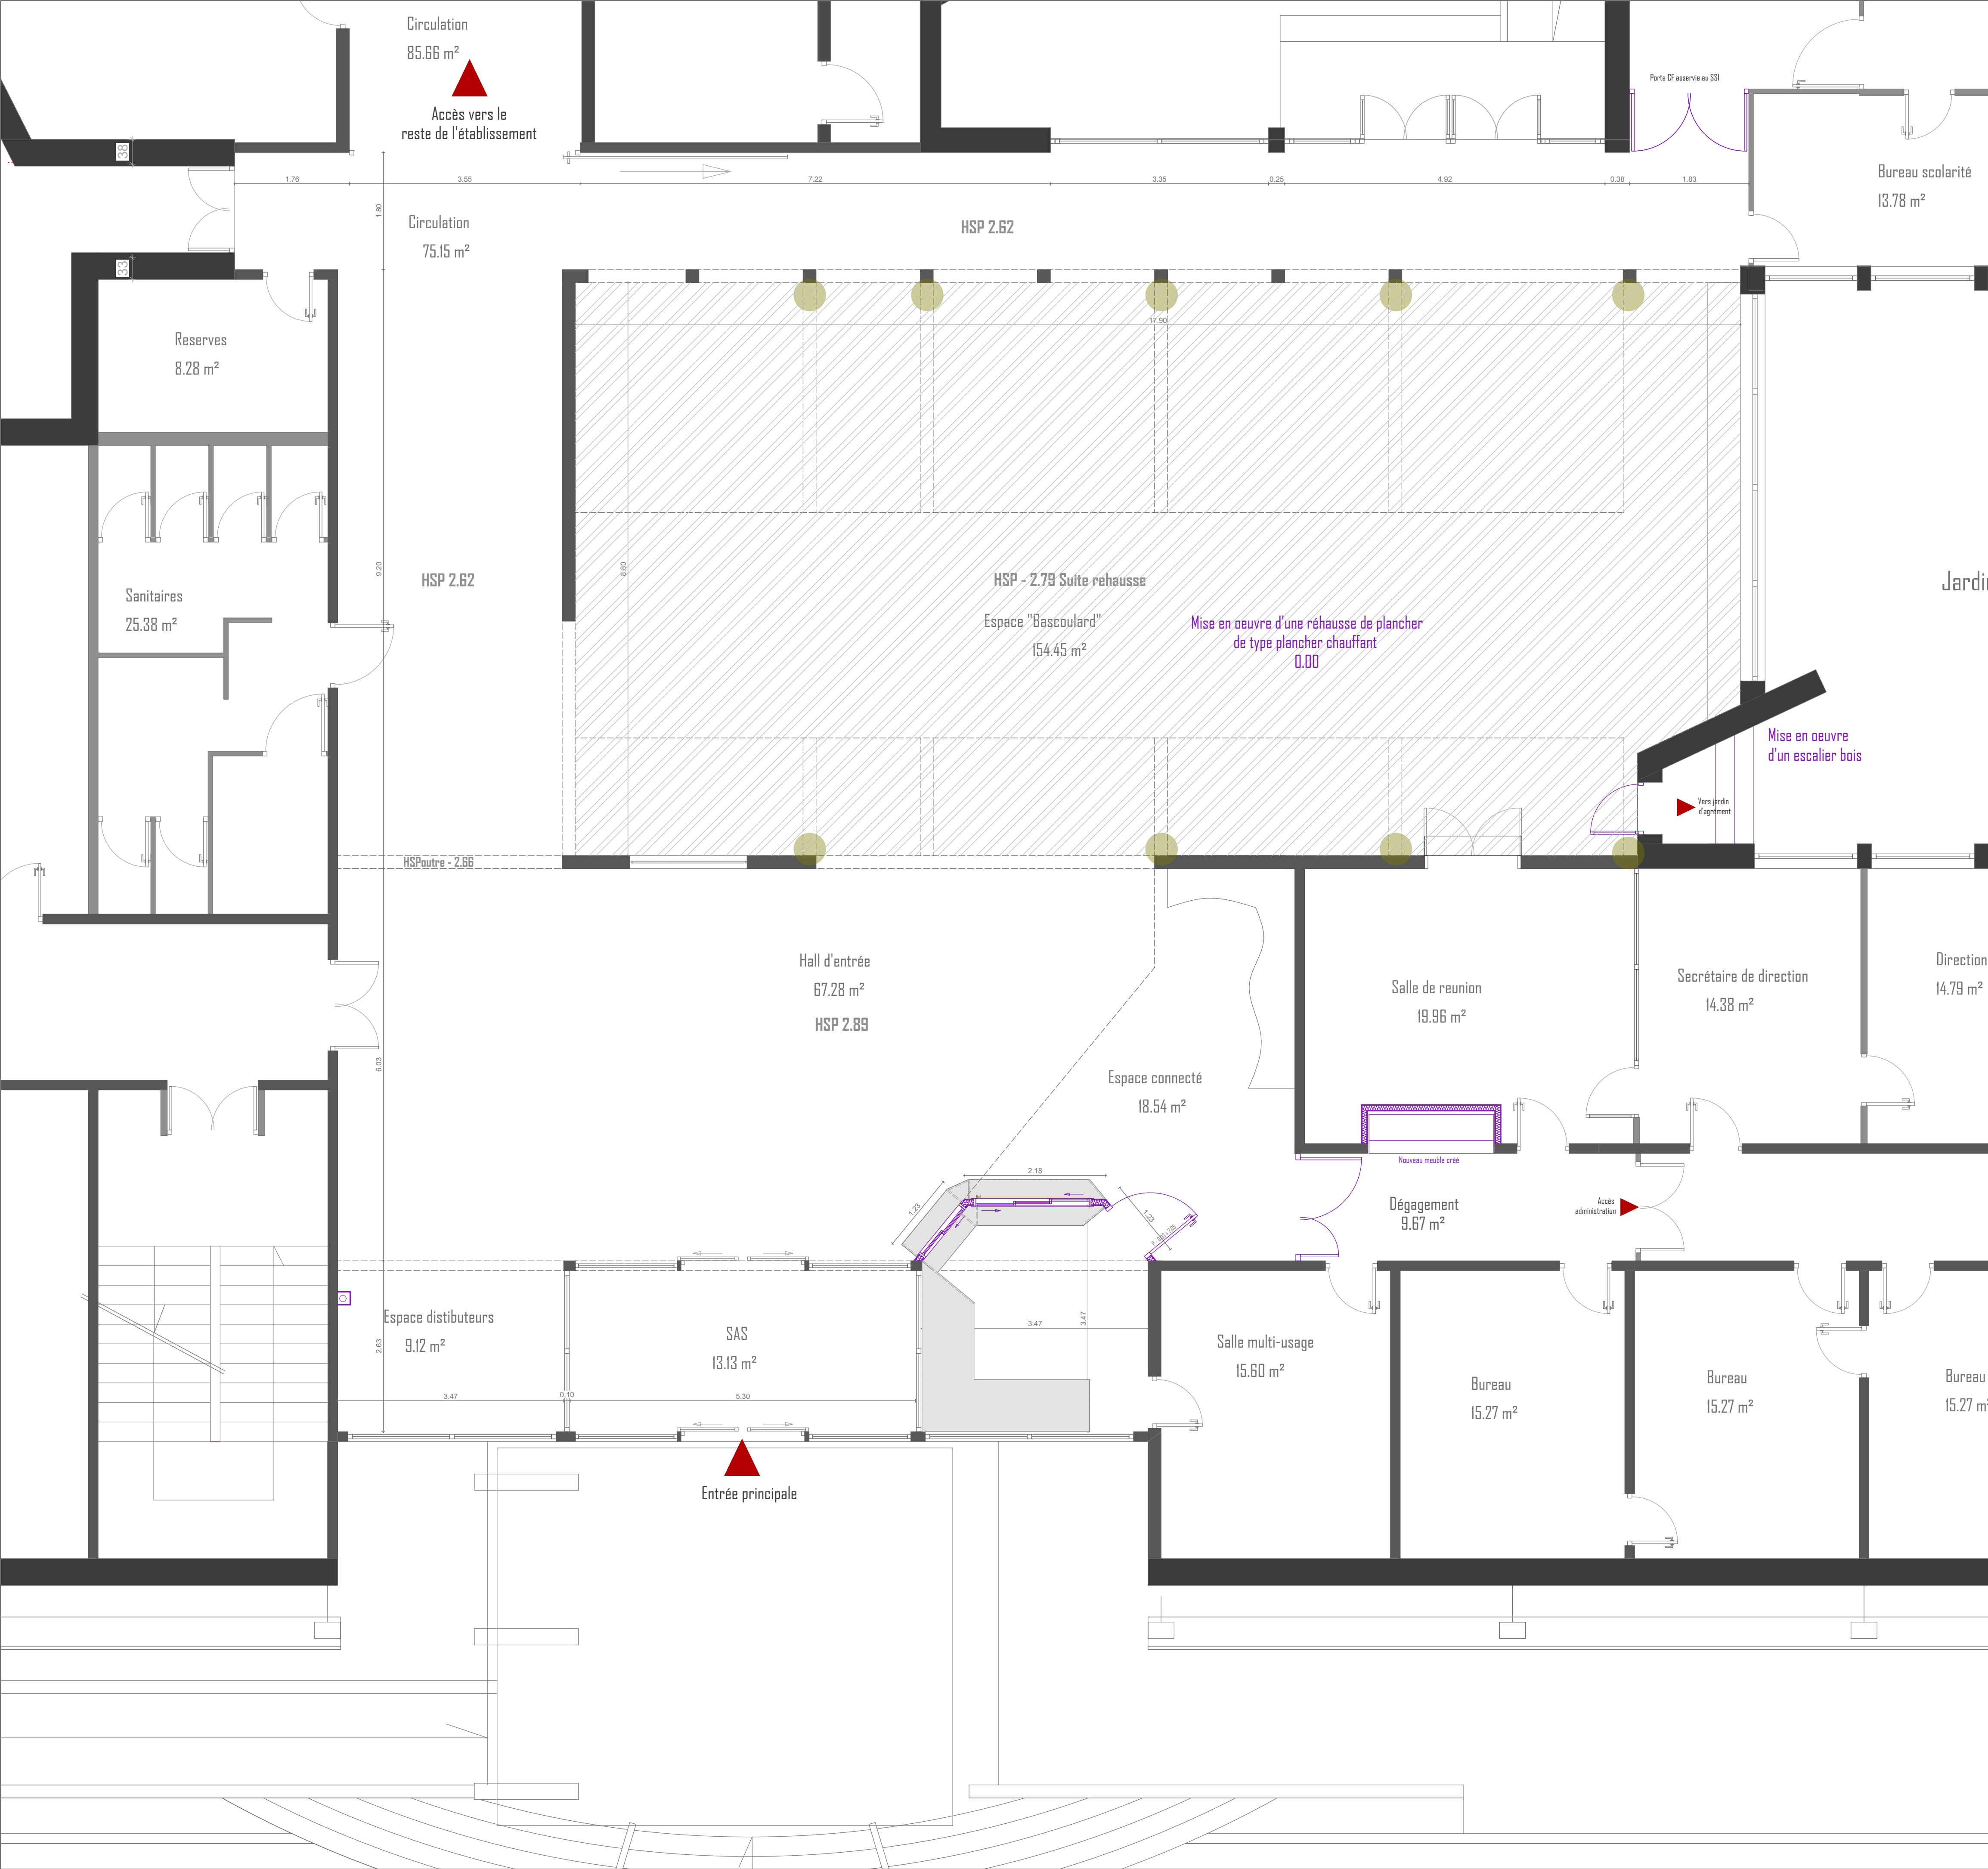 Circulation
85.66 m²
Accès vers le
reste de l'établissement
Porte CF asservie au SSI
38
1.76
3.55
7.22
3.35
0.25
4.92
0.38
1.83
Bureau scolarité
13.78 m²
1.80
Circulation
75.15 m²
HSP 2.62
33
17.90
Reserves
8.28 m²
9.20
8.80
HSP 2.62
HSP - 2.79 Suite rehausse
Espace "Bascoulard"
154.45 m²
Mise en oeuvre d'une réhausse de plancher
de type plancher chauffant
0.00
Jardin
Sanitaires
25.38 m²
Mise en oeuvre
d'un escalier bois
Vers jardin
d'agrément
HSPoutre - 2.66
Hall d'entrée
67.28 m²
HSP 2.89
Salle de reunion
19.96 m²
Secrétaire de direction
14.38 m²
Direction
14.79 m²
6.03
Espace connecté
18.54 m²
Nouveau meuble créé
2.18
1.23
1.23
Dégagement
9.67 m²
Accès
administration
Espace distibuteurs
9.12 m²
2.63
SAS
13.13 m²
3.47
3.47
Salle multi-usage
15.60 m²
Bureau
15.27 m²
Bureau
15.27 m²
Bureau
15.27 m²
3.47
0.10
5.30
Entrée principale